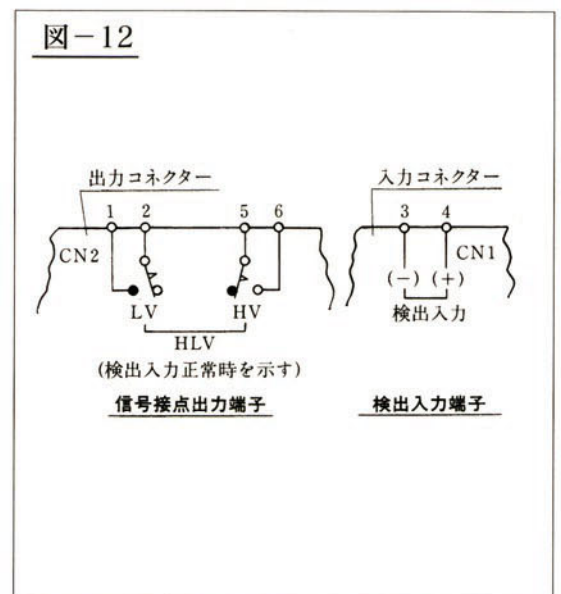 図－12
出力コネクター
1 2 5 6
CN2
LV HV
HLV
(検出入力正常時を示す)
信号接点出力端子
入力コネクター
3 4
CN1
(－) (+)
検出入力
検出入力端子